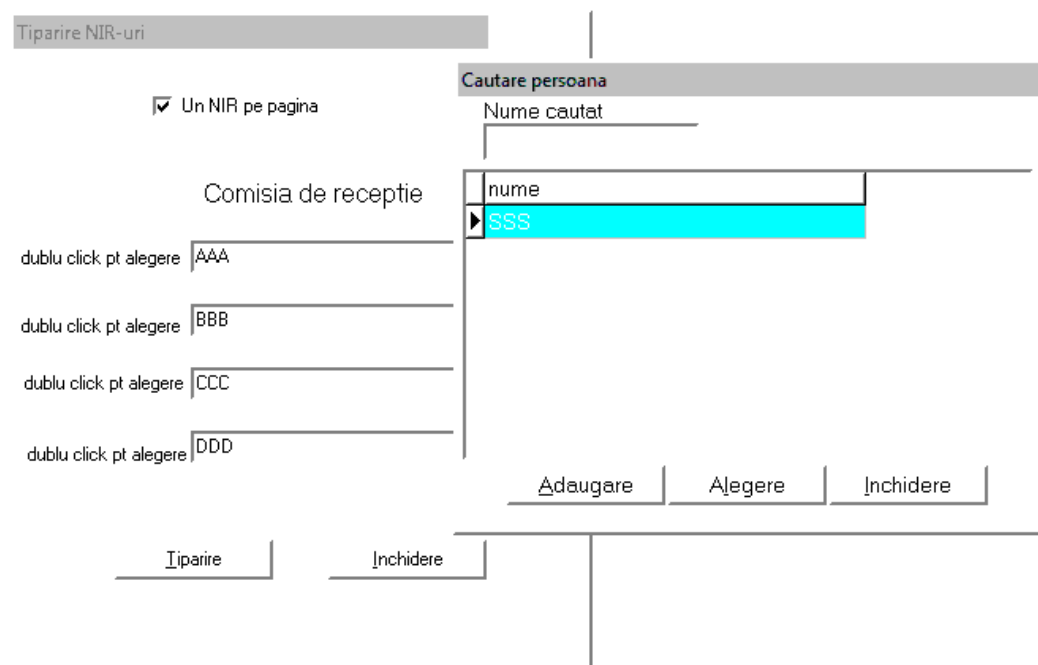 Tiparire NIR-uri
Un NIR pe pagina
Comisia de receptie
dublu click pt alegere AAA
dublu click pt alegere BBB
dublu click pt alegere CCC
dublu click pt alegere DDD
Tiparire Inchidere
Cautare persoana
Nume cautat
nume
SSS
Adaugare Alegere Inchidere